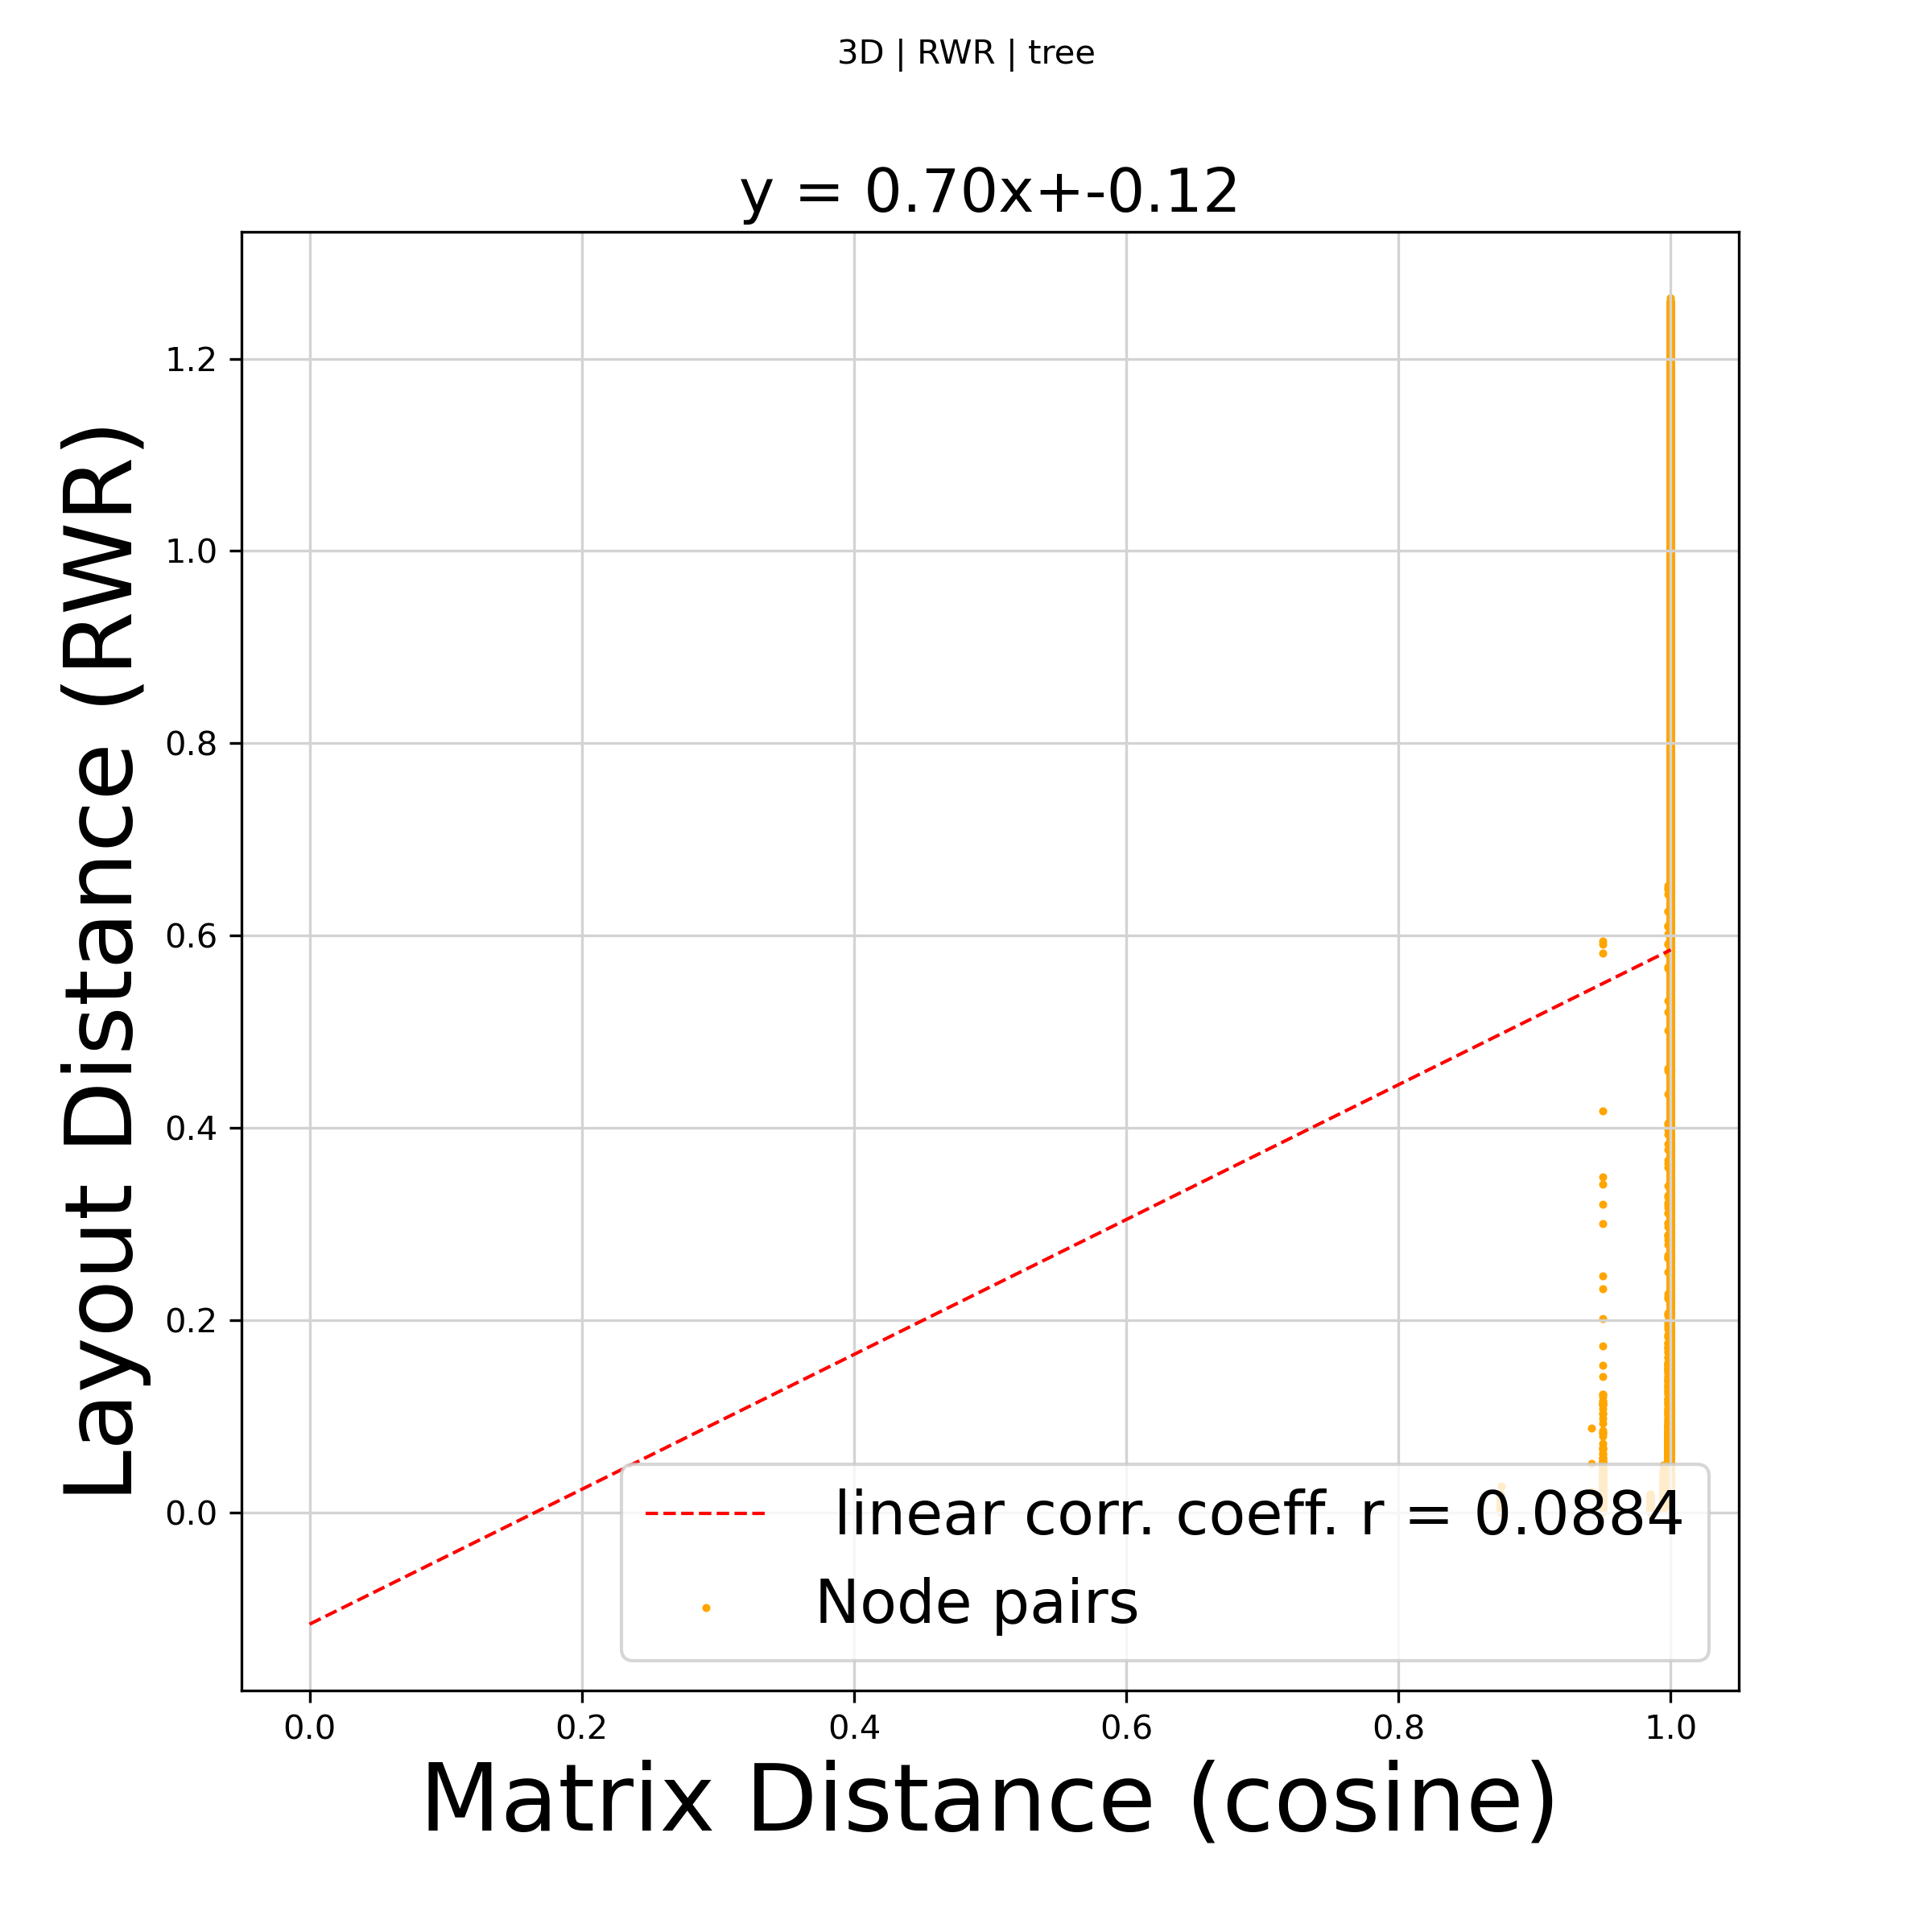 3D | RWR | tree
y = 0.70x+-0.12
Layout Distance (RWR)
1.2
1.0
0.8
0.6
0.4
0.2
0.0
linear corr. coeff. r = 0.0884
Node pairs
0.0 0.2 0.4 0.6 0.8 1.0
Matrix Distance (cosine)